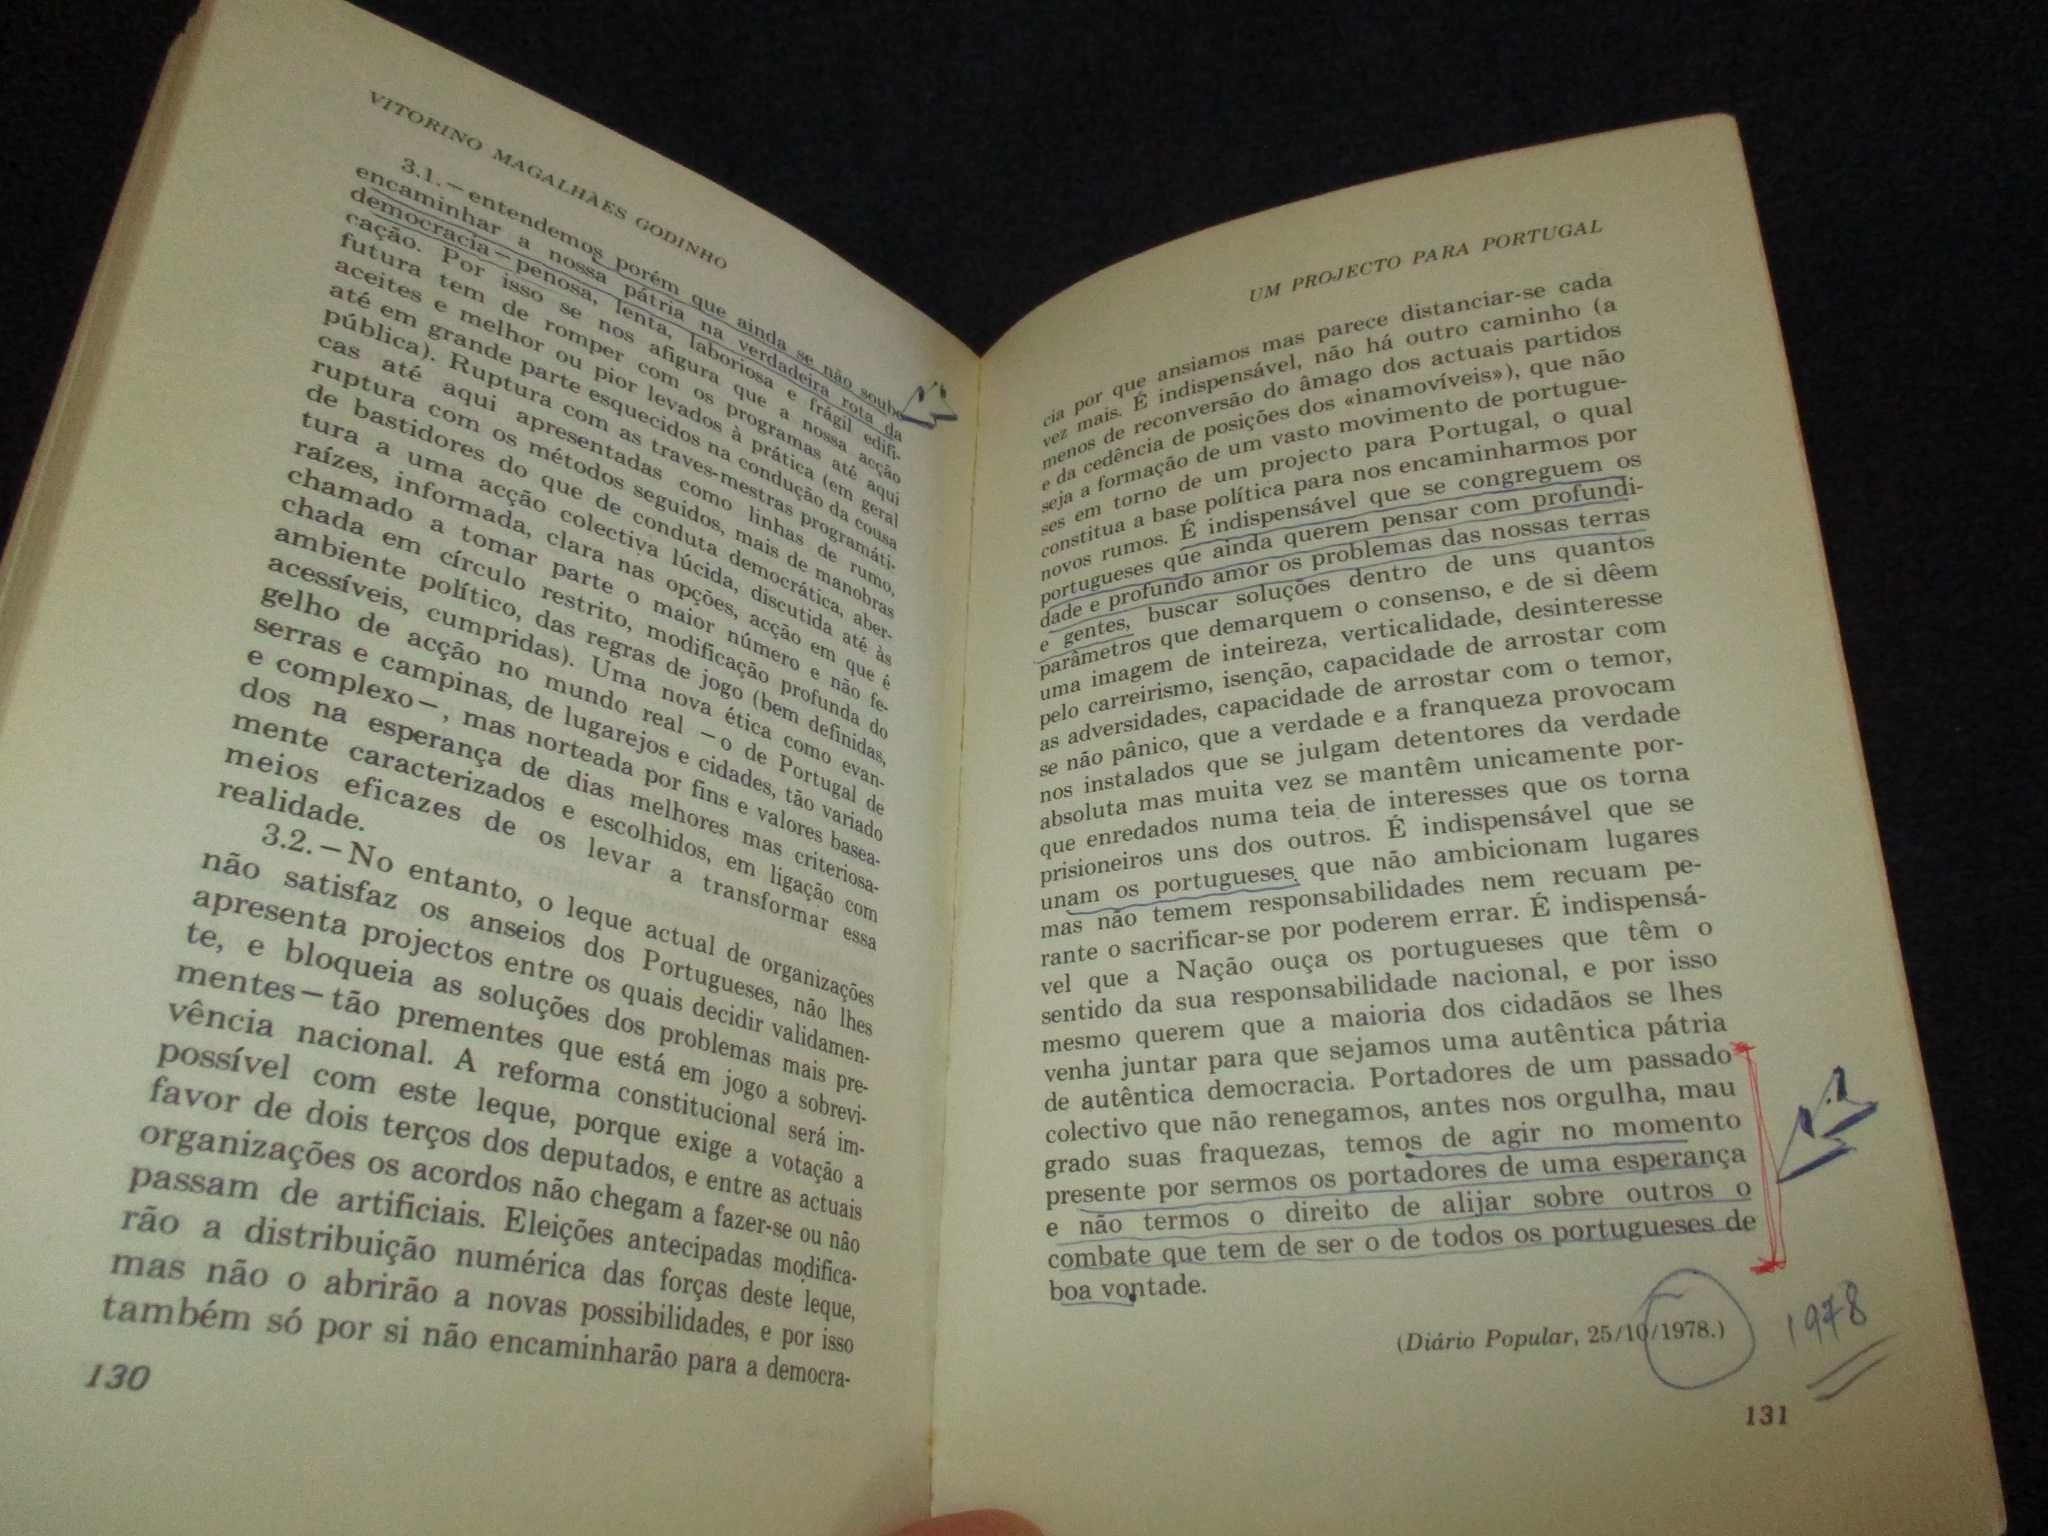 VITORINO MAGALHÃES GODINHO
3.1.—entendemos porém que ainda se não soube
encaminhar a nossa pátria na verdadeira rota da
democracia—penosa, lenta, laboriosa e frágil edifi-
cação. Por isso se nos afigura que a nossa acção
futura tem de romper com os programas até aqui
aceites e melhor ou pior levados à prática (em geral
até em grande parte esquecidos na condução da cousa
pública). Ruptura com as traves-mestras programáti-
cas até aqui apresentadas como linhas de rumo,
ruptura com os métodos seguidos, mais de manobras
de bastidores do que de conduta democrática, aber-
tura a uma acção colectiva lúcida, discutida até às
raízes, informada, clara nas opções, acção em que é
chamado a tomar parte o maior número e não fe-
chada em círculo restrito, modificação profunda do
ambiente político, das regras de jogo (bem definidas,
acessíveis, cumpridas). Uma nova ética como evan-
gelho de acção no mundo real —o de Portugal de
serras e campinas, de lugarejos e cidades, tão variado
e complexo—, mas norteada por fins e valores basea-
dos na esperança de dias melhores mas criteriosa-
mente caracterizados e escolhidos, em ligação com
meios eficazes de os levar a transformar essa
realidade.
3.2.—No entanto, o leque actual de organizações
não satisfaz os anseios dos Portugueses, não lhes
apresenta projectos entre os quais decidir validamen-
te, e bloqueia as soluções dos problemas mais pre-
mentes—tão prementes que está em jogo a sobrevi-
vência nacional. A reforma constitucional será im-
possível com este leque, porque exige a votação a
favor de dois terços dos deputados, e entre as actuais
organizações os acordos não chegam a fazer-se ou não
passam de artificiais. Eleições antecipadas modifica-
rão a distribuição numérica das forças deste leque,
mas não o abrirão a novas possibilidades, e por isso
também só por si não encaminharão para a democra-
130
UM PROJECTO PARA PORTUGAL
cia por que ansiamos mas parece distanciar-se cada
vez mais. É indispensável, não há outro caminho (a
menos de reconversão do âmago dos actuais partidos
e da cedência de posições dos «inamovíveis»), que não
seja a formação de um vasto movimento de portugue-
ses em torno de um projecto para Portugal, o qual
constitua a base política para nos encaminharmos por
novos rumos. É indispensável que se congreguem os
portugueses que ainda querem pensar com profundi-
dade e profundo amor os problemas das nossas terras
e gentes, buscar soluções dentro de uns quantos
parâmetros que demarquem o consenso, e de si dêem
uma imagem de inteireza, verticalidade, desinteresse
pelo carreirismo, isenção, capacidade de arrostar com
as adversidades, capacidade de arrostar com o temor,
se não pânico, que a verdade e a franqueza provocam
nos instalados que se julgam detentores da verdade
absoluta mas muita vez se mantêm unicamente por-
que enredados numa teia de interesses que os torna
prisioneiros uns dos outros. É indispensável que se
unam os portugueses que não ambicionam lugares
mas não temem responsabilidades nem recuam pe-
rante o sacrificar-se por poderem errar. É indispensá-
vel que a Nação ouça os portugueses que têm o
sentido da sua responsabilidade nacional, e por isso
mesmo querem que a maioria dos cidadãos se lhes
venha juntar para que sejamos uma autêntica pátria
de autêntica democracia. Portadores de um passado
colectivo que não renegamos, antes nos orgulha, mau
grado suas fraquezas, temos de agir no momento
presente por sermos os portadores de uma esperança
e não termos o direito de alijar sobre outros o
combate que tem de ser o de todos os portugueses de
boa vontade.
(Diário Popular, 25/10/1978.)
1978
131